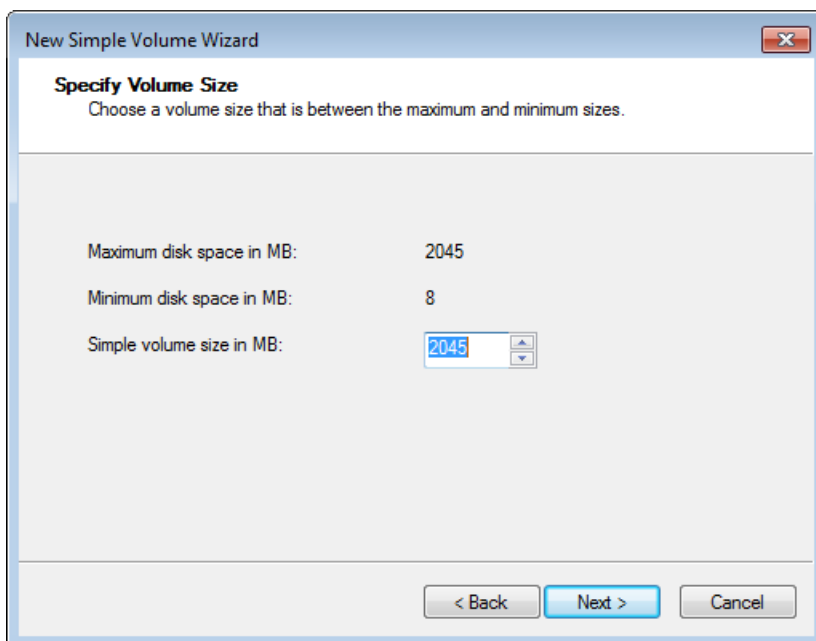 New Simple Volume Wizard
Specify Volume Size
Choose a volume size that is between the maximum and minimum sizes.
Maximum disk space in MB: 2045
Minimum disk space in MB: 8
Simple volume size in MB: 2045
< Back Next > Cancel